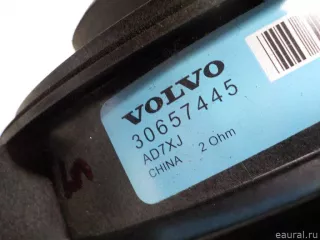 VOLVO
30657445
AD7XJ
CHINA 2 Ohm
eaural.ru